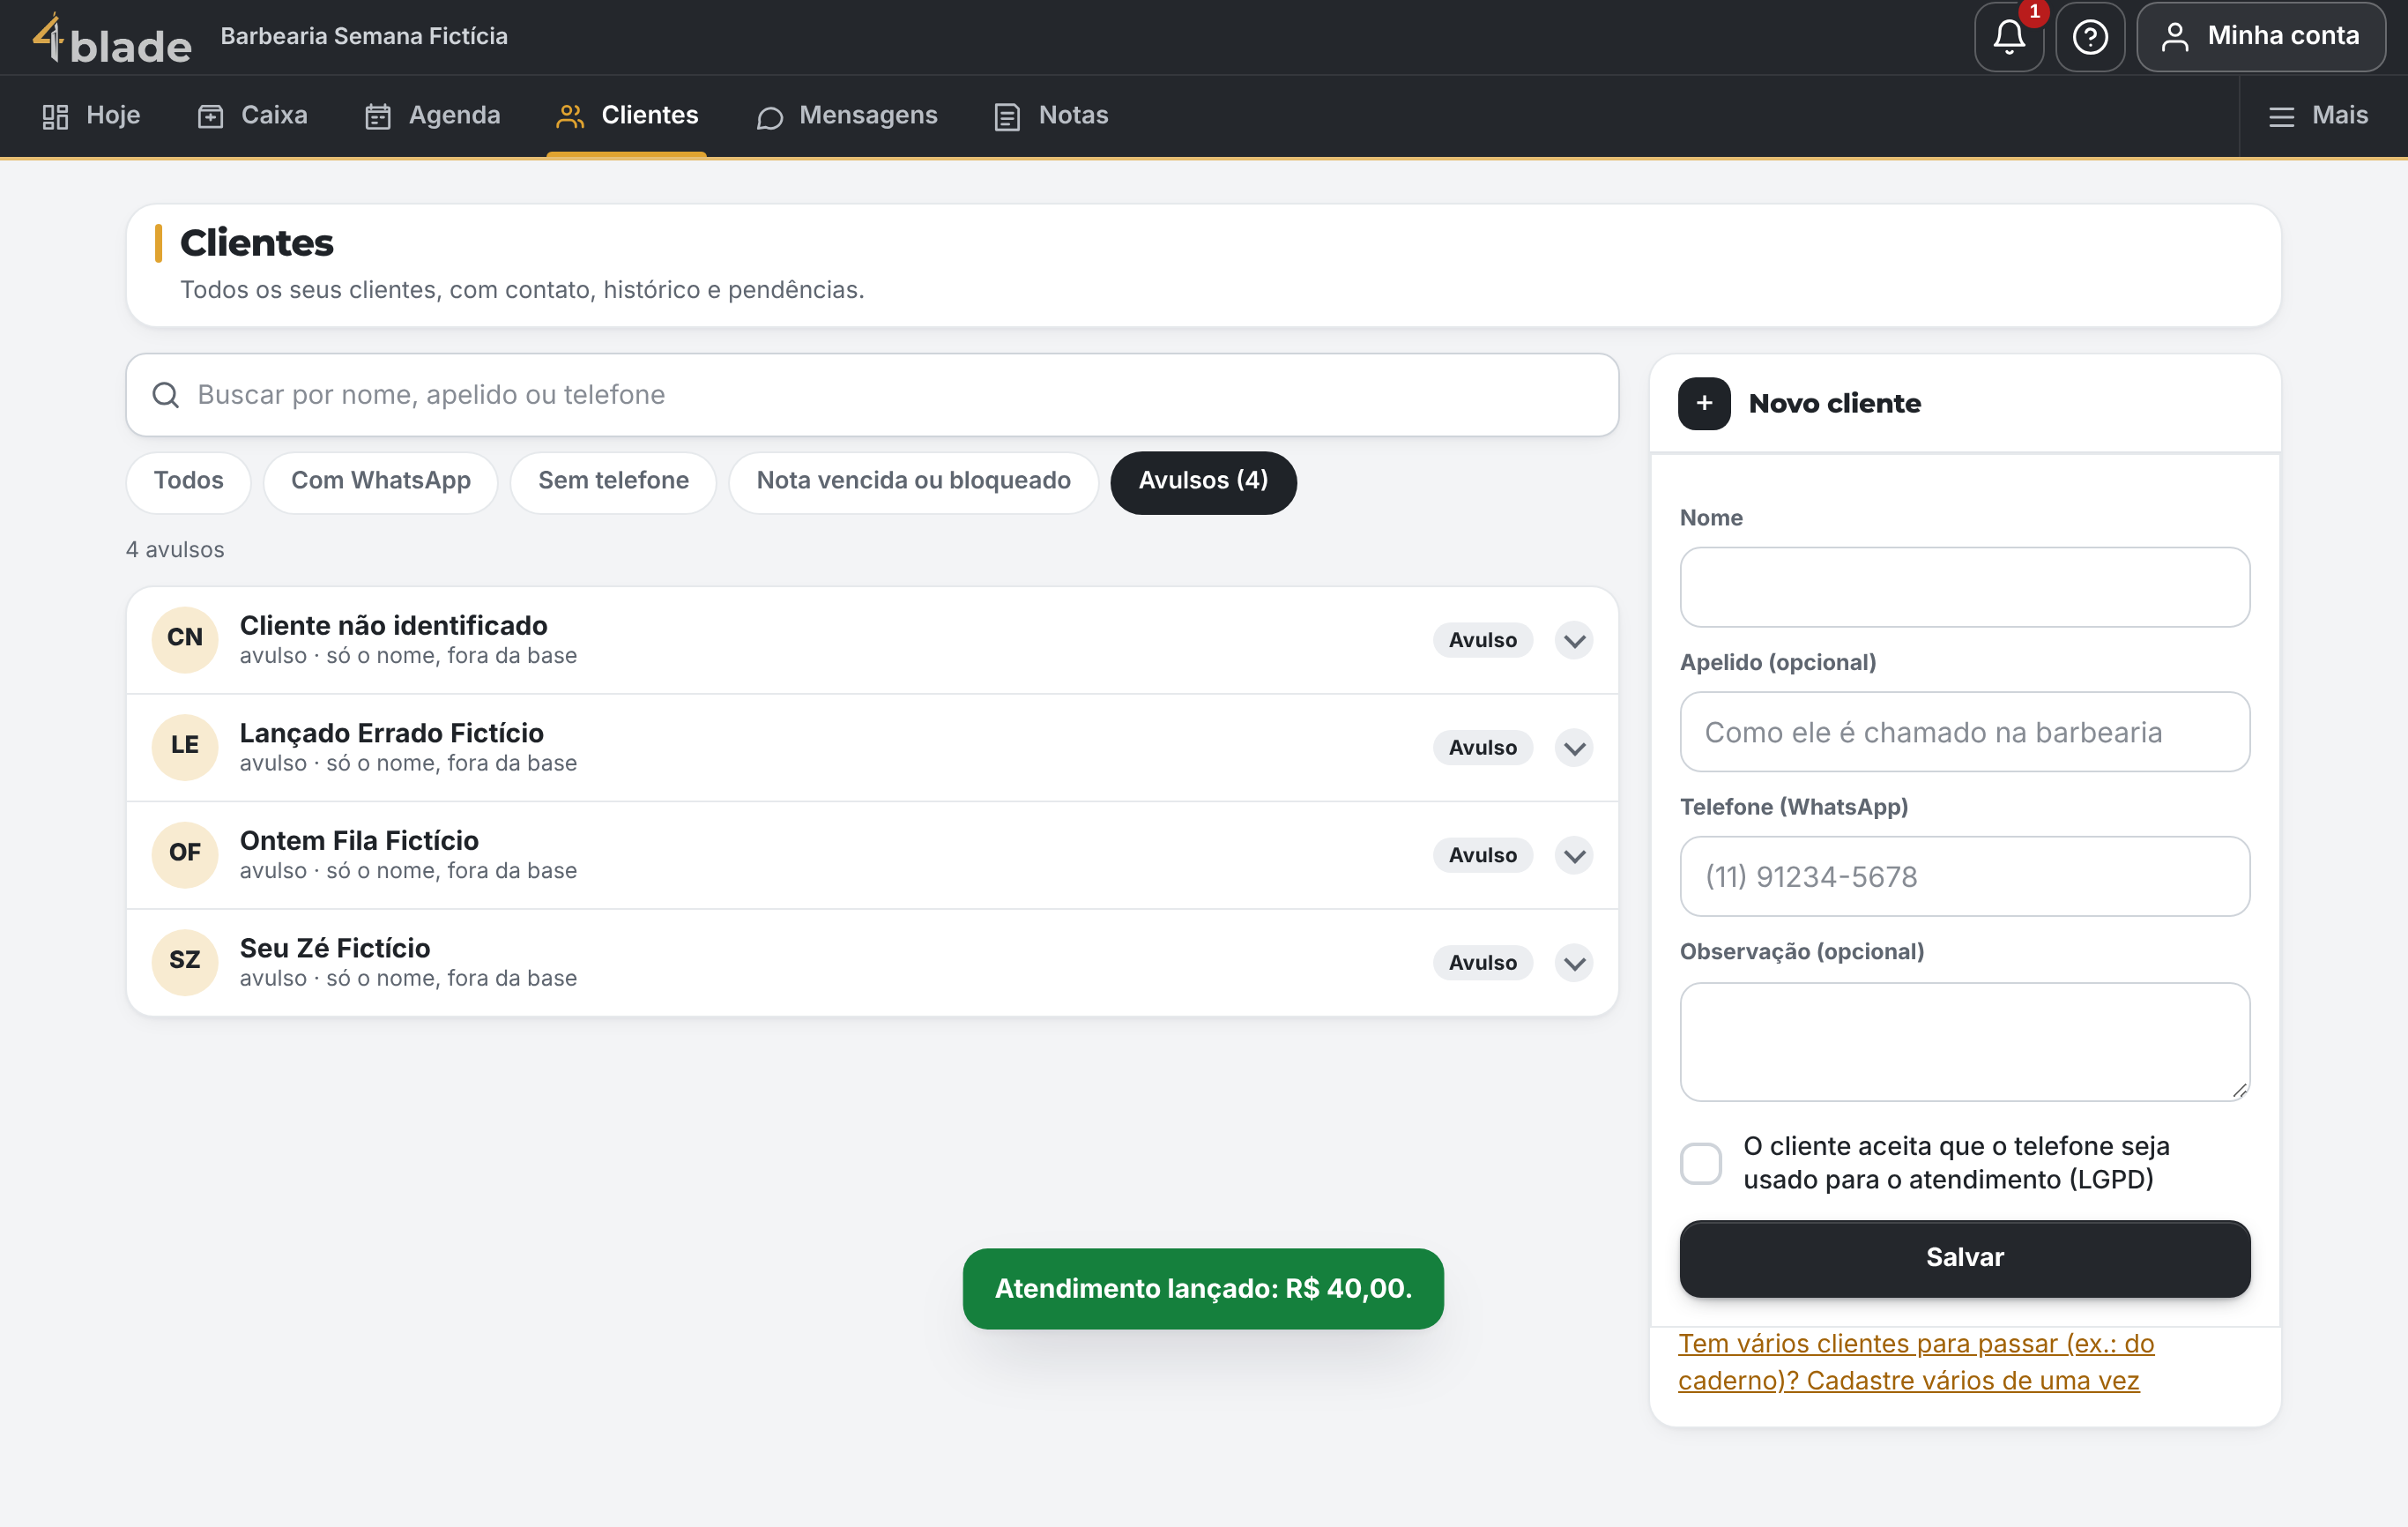 4blade
Barbearia Semana Fictícia
1
?
Minha conta
Hoje
Caixa
Agenda
Clientes
Mensagens
Notas
Mais
Clientes
Todos os seus clientes, com contato, histórico e pendências.
Buscar por nome, apelido ou telefone
Todos
Com WhatsApp
Sem telefone
Nota vencida ou bloqueado
Avulsos (4)
4 avulsos
CN
Cliente não identificado
avulso · só o nome, fora da base
Avulso
LE
Lançado Errado Fictício
avulso · só o nome, fora da base
Avulso
OF
Ontem Fila Fictício
avulso · só o nome, fora da base
Avulso
SZ
Seu Zé Fictício
avulso · só o nome, fora da base
Avulso
+
Novo cliente
Nome
Apelido (opcional)
Como ele é chamado na barbearia
Telefone (WhatsApp)
(11) 91234-5678
Observação (opcional)
O cliente aceita que o telefone seja
usado para o atendimento (LGPD)
Salvar
Tem vários clientes para passar (ex.: do
caderno)? Cadastre vários de uma vez
Atendimento lançado: R$ 40,00.